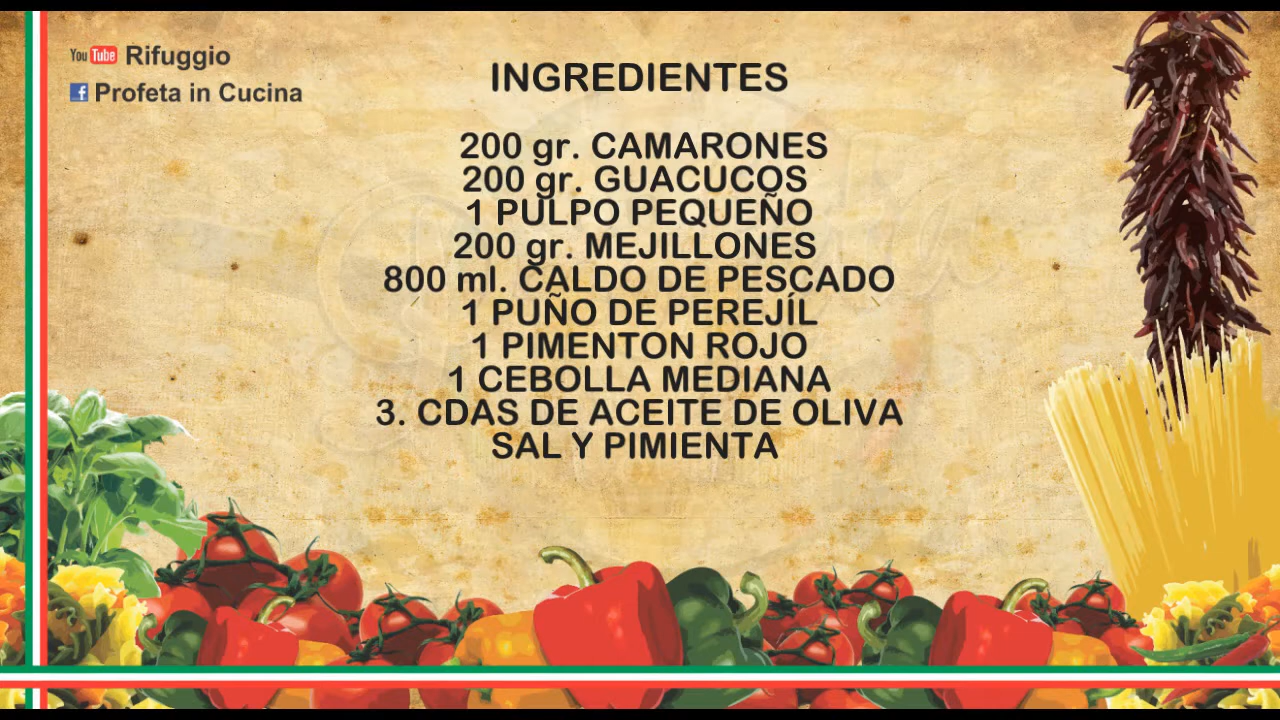 You Tube Rifuggio
f Profeta in Cucina
INGREDIENTES
200 gr. CAMARONES
200 gr. GUACUCOS
1 PULPO PEQUEÑO
200 gr. MEJILLONES
800 ml. CALDO DE PESCADO
1 PUÑO DE PEREJÍL
1 PIMENTON ROJO
1 CEBOLLA MEDIANA
3. CDAS DE ACEITE DE OLIVA
SAL Y PIMIENTA